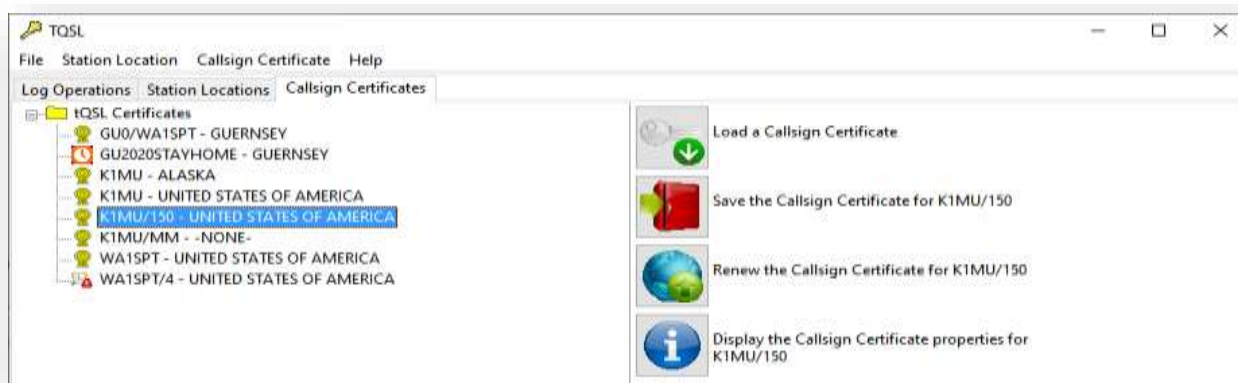 TQSL
File Station Location Callsign Certificate Help
Log Operations Station Locations Callsign Certificates
tQSL Certificates
GU0/WA1SPT - GUERNSEY
GU2020STAYHOME - GUERNSEY
K1MU - ALASKA
K1MU - UNITED STATES OF AMERICA
K1MU/150 - UNITED STATES OF AMERICA
K1MU/MM - -NONE-
WA1SPT - UNITED STATES OF AMERICA
WA1SPT/4 - UNITED STATES OF AMERICA
Load a Callsign Certificate
Save the Callsign Certificate for K1MU/150
Renew the Callsign Certificate for K1MU/150
Display the Callsign Certificate properties for
K1MU/150